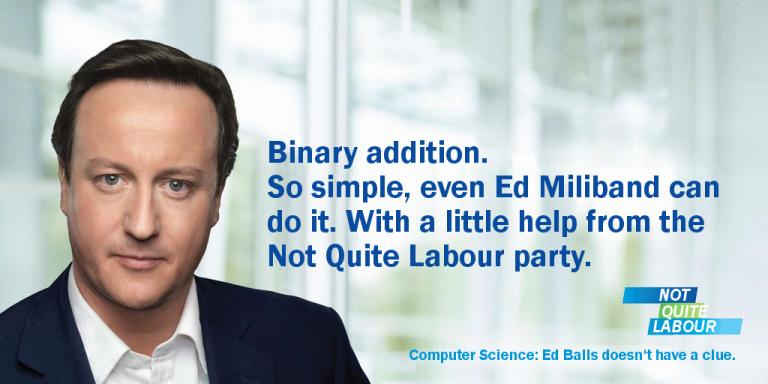 Binary addition.
So simple, even Ed Miliband can
do it. With a little help from the
Not Quite Labour party.
NOT
QUITE
LABOUR
Computer Science: Ed Balls doesn't have a clue.